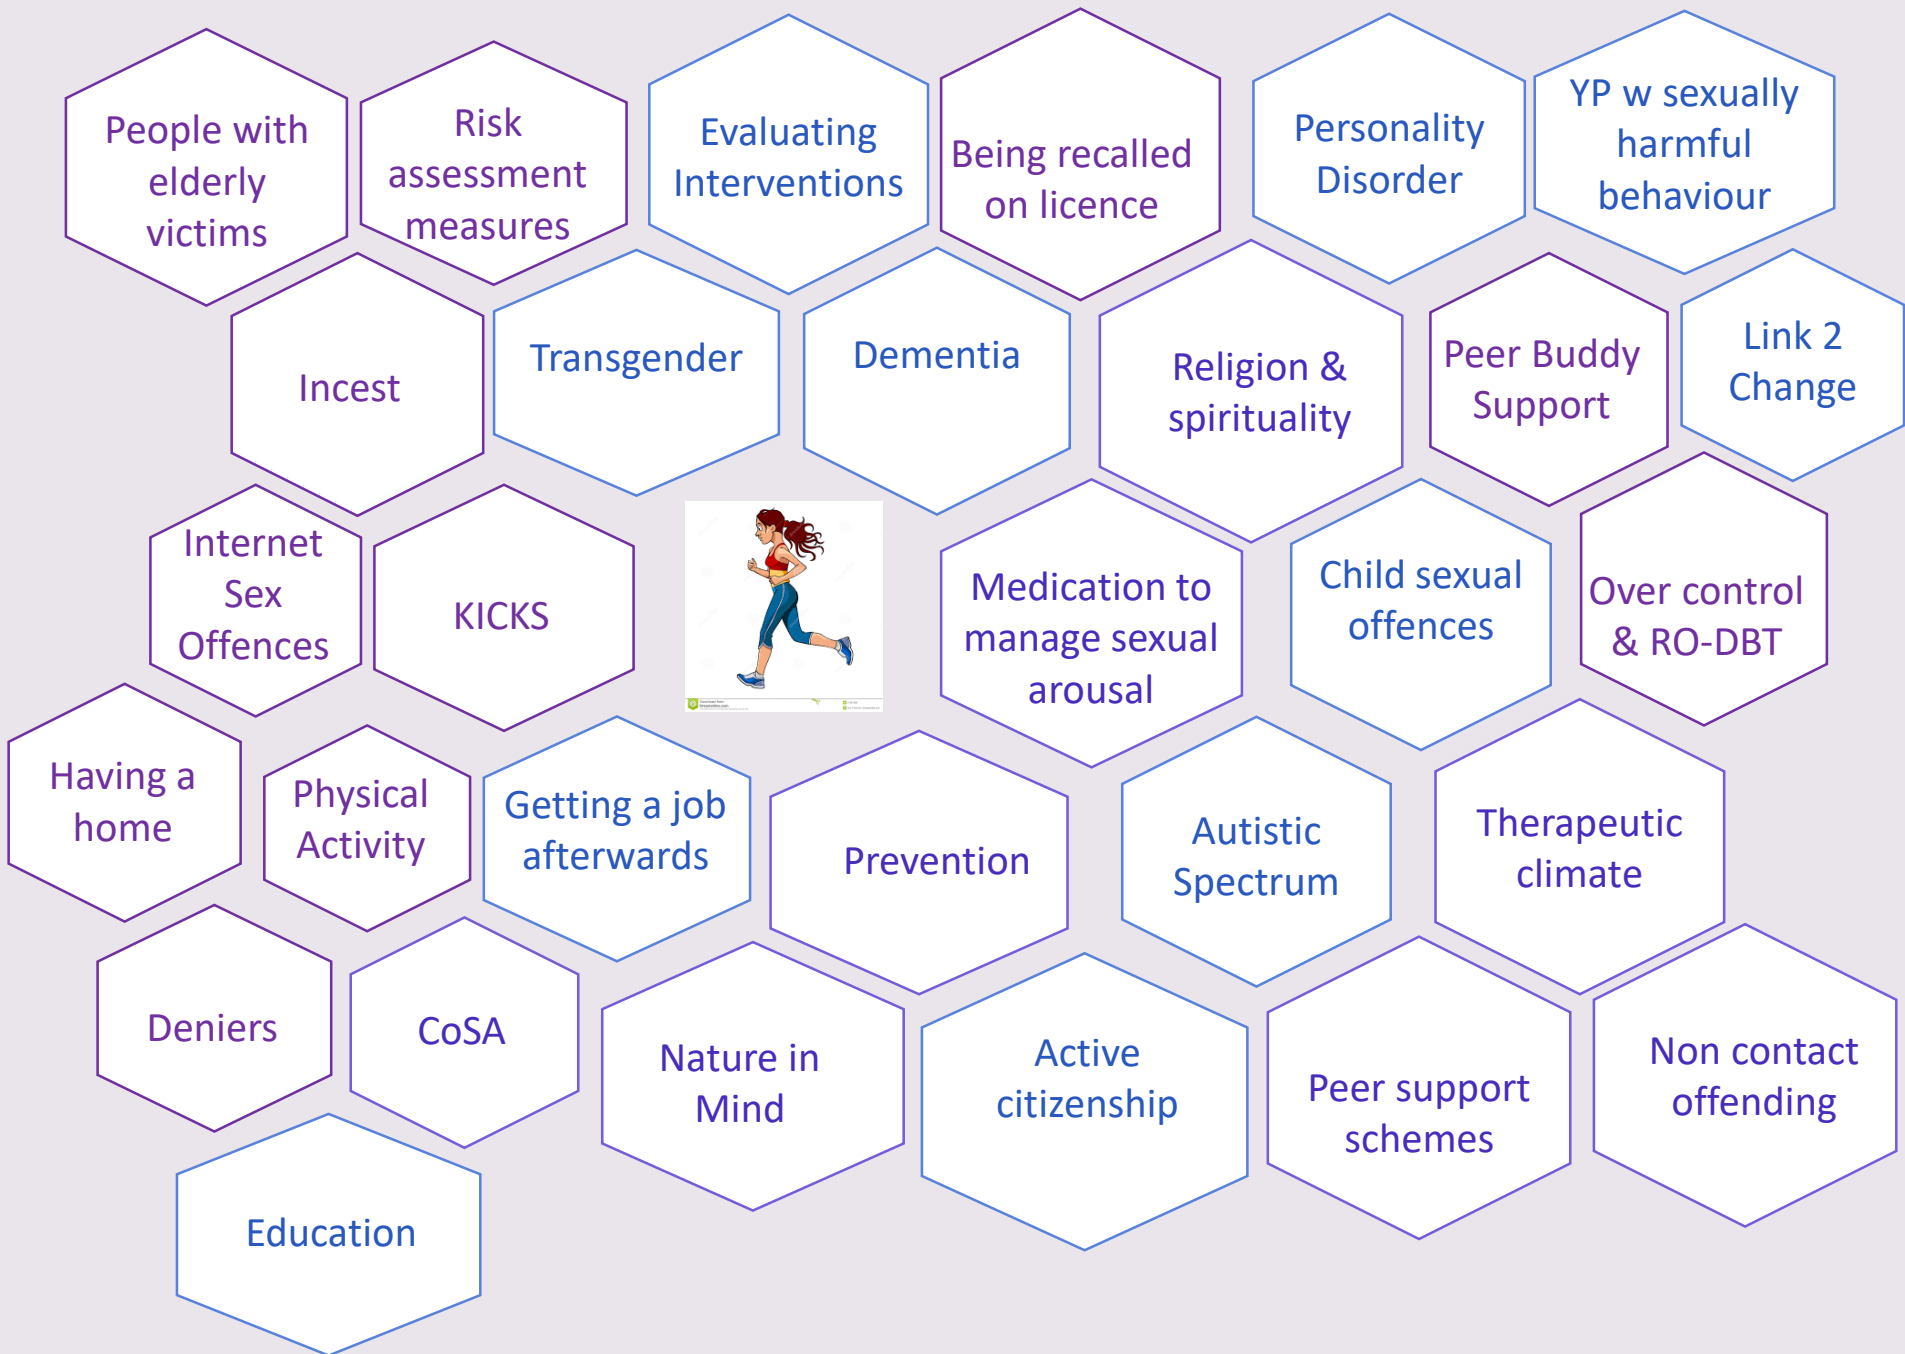 People with
elderly
victims
Risk
assessment
measures
Evaluating
Interventions
Being recalled
on licence
Personality
Disorder
YP w sexually
harmful
behaviour
Incest
Transgender
Dementia
Religion &
spirituality
Peer Buddy
Support
Link 2
Change
Internet
Sex
Offences
KICKS
Medication to
manage sexual
arousal
Child sexual
offences
Over control
& RO-DBT
Having a
home
Physical
Activity
Getting a job
afterwards
Prevention
Autistic
Spectrum
Therapeutic
climate
Deniers
CoSA
Nature in
Mind
Active
citizenship
Peer support
schemes
Non contact
offending
Education